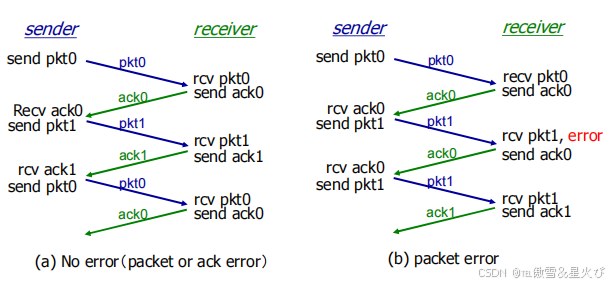 sender
receiver
send pkt0
pkt0
rcv pkt0
send ack0
ack0
Recv ack0
send pkt1
pkt1
rcv pkt1
send ack1
ack1
rcv ack1
send pkt0
pkt0
rcv pkt0
send ack0
ack0
(a) No error(packet or ack error)
sender
receiver
send pkt0
pkt0
recv pkt0
send ack0
ack0
rcv ack0
send pkt1
pkt1
rcv pkt1, error
send ack0
ack0
rcv ack0
send pkt1
pkt1
rcv pkt1
send ack1
ack1
(b) packet error